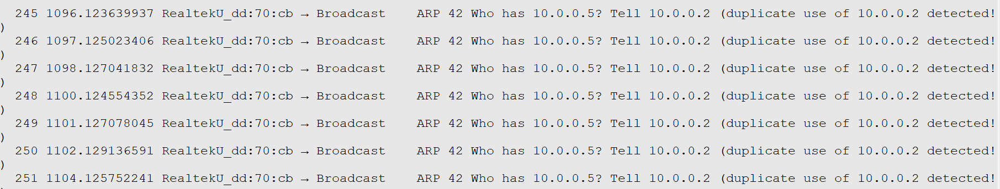 245 1096.123639937 RealtekU_dd:70:cb → Broadcast    ARP 42 Who has 10.0.0.5? Tell 10.0.0.2 (duplicate use of 10.0.0.2 detected!
)
246 1097.125023406 RealtekU_dd:70:cb → Broadcast    ARP 42 Who has 10.0.0.5? Tell 10.0.0.2 (duplicate use of 10.0.0.2 detected!
)
247 1098.127041832 RealtekU_dd:70:cb → Broadcast    ARP 42 Who has 10.0.0.5? Tell 10.0.0.2 (duplicate use of 10.0.0.2 detected!
)
248 1100.124554352 RealtekU_dd:70:cb → Broadcast    ARP 42 Who has 10.0.0.5? Tell 10.0.0.2 (duplicate use of 10.0.0.2 detected!
)
249 1101.127078045 RealtekU_dd:70:cb → Broadcast    ARP 42 Who has 10.0.0.5? Tell 10.0.0.2 (duplicate use of 10.0.0.2 detected!
)
250 1102.129136591 RealtekU_dd:70:cb → Broadcast    ARP 42 Who has 10.0.0.5? Tell 10.0.0.2 (duplicate use of 10.0.0.2 detected!
)
251 1104.125752241 RealtekU_dd:70:cb → Broadcast    ARP 42 Who has 10.0.0.5? Tell 10.0.0.2 (duplicate use of 10.0.0.2 detected!
)